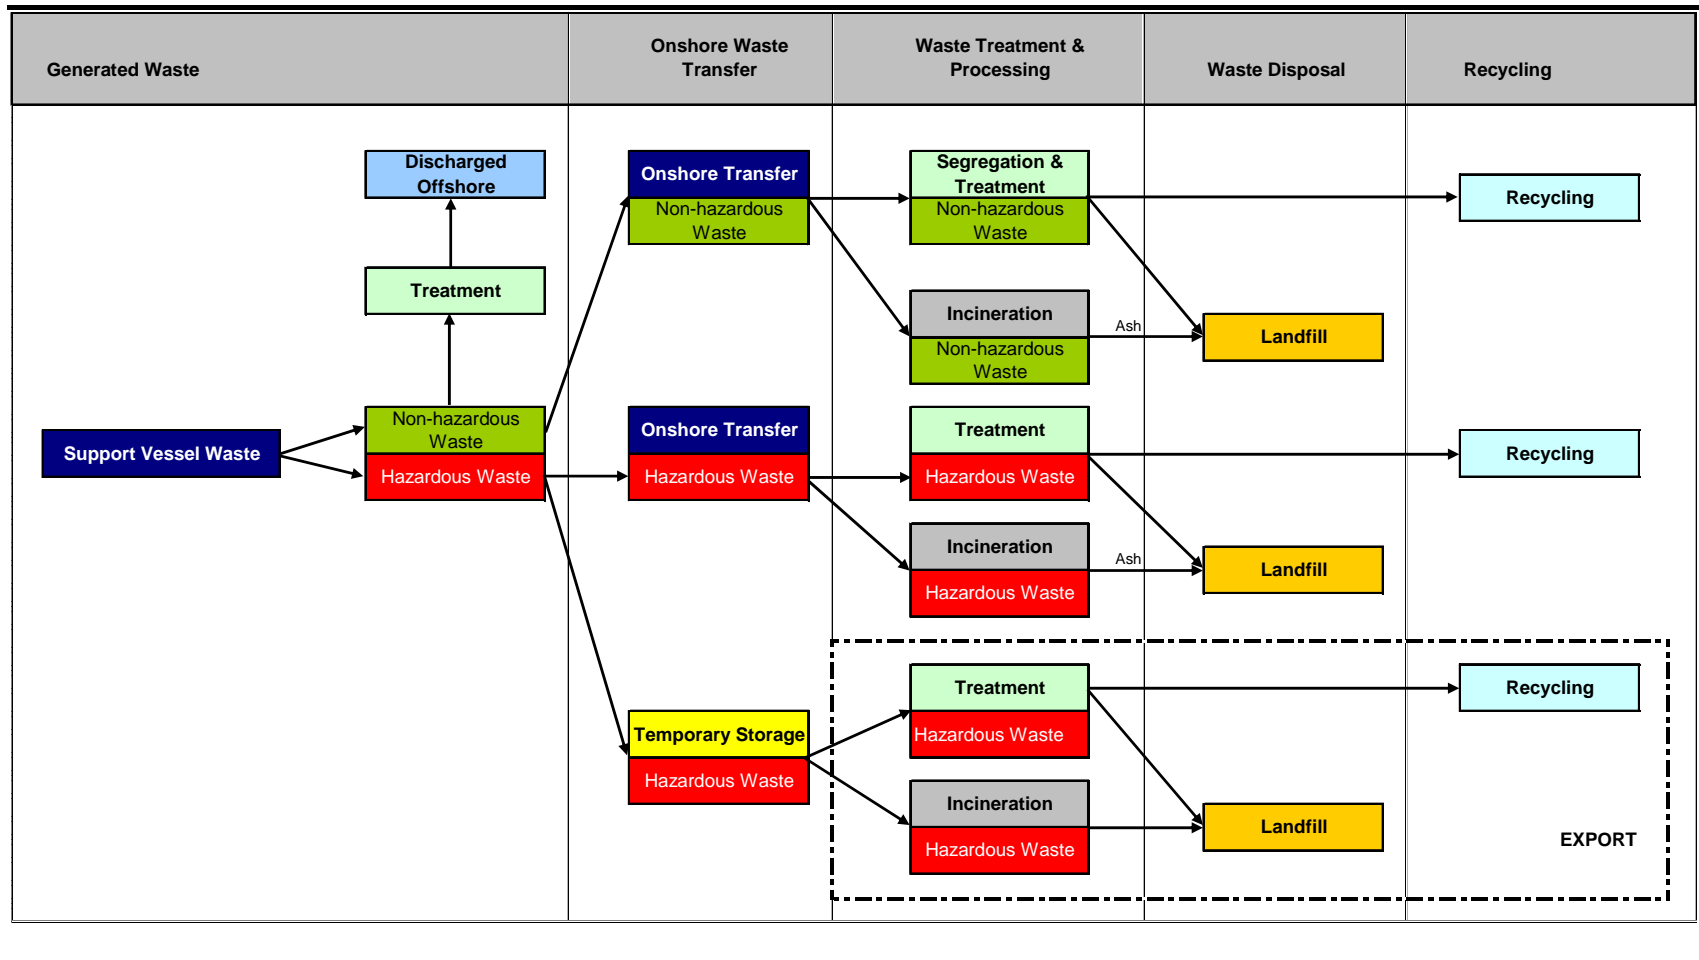 Generated Waste
Onshore Waste
Transfer
Waste Treatment &
Processing
Waste Disposal
Recycling
Discharged
Offshore
Treatment
Support Vessel Waste
Non-hazardous
Waste
Hazardous Waste
Onshore Transfer
Non-hazardous
Waste
Segregation &
Treatment
Non-hazardous
Waste
Recycling
Incineration
Non-hazardous
Waste
Ash
Landfill
Onshore Transfer
Hazardous Waste
Treatment
Hazardous Waste
Recycling
Incineration
Hazardous Waste
Ash
Landfill
Temporary Storage
Hazardous Waste
Treatment
Hazardous Waste
Recycling
Incineration
Hazardous Waste
Landfill
EXPORT